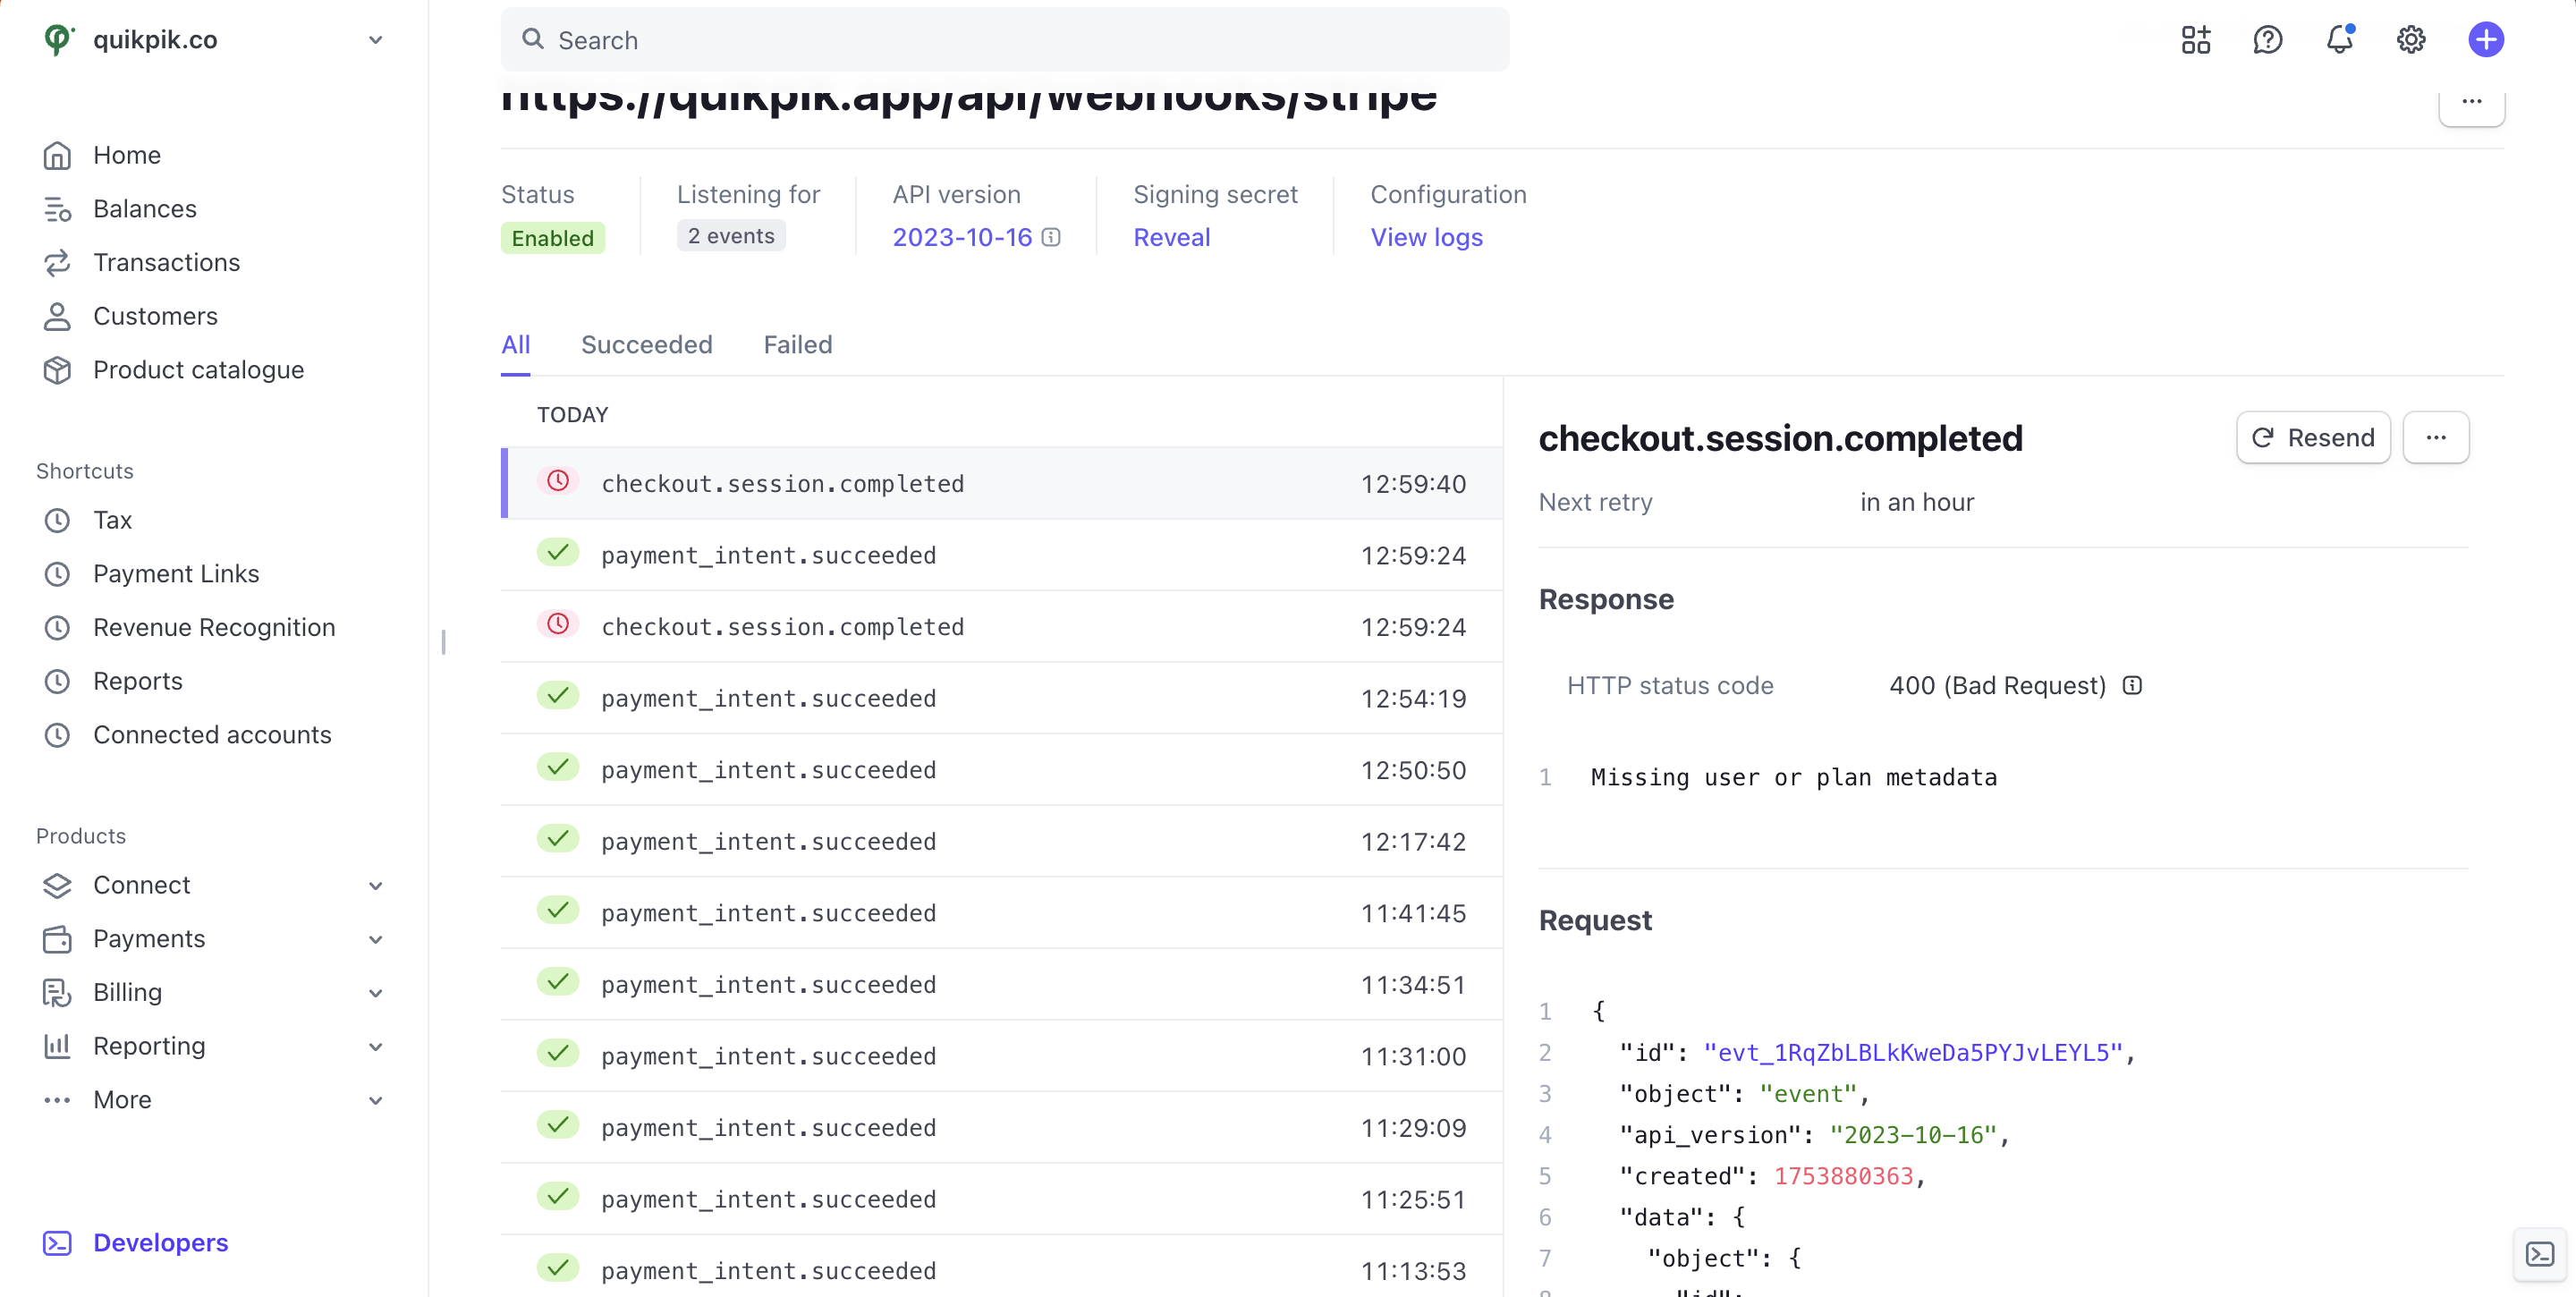 quikpik.co
Search
https://quikpik.app/api/webhooks/stripe
Home
Balances
Transactions
Customers
Product catalogue
Shortcuts
Tax
Payment Links
Revenue Recognition
Reports
Connected accounts
Products
Connect
Payments
Billing
Reporting
More
Developers
Status
Enabled
Listening for
2 events
API version
2023-10-16
Signing secret
Reveal
Configuration
View logs
All Succeeded Failed
TODAY
checkout.session.completed 12:59:40
payment_intent.succeeded 12:59:24
checkout.session.completed 12:59:24
payment_intent.succeeded 12:54:19
payment_intent.succeeded 12:50:50
payment_intent.succeeded 12:17:42
payment_intent.succeeded 11:41:45
payment_intent.succeeded 11:34:51
payment_intent.succeeded 11:31:00
payment_intent.succeeded 11:29:09
payment_intent.succeeded 11:25:51
payment_intent.succeeded 11:13:53
checkout.session.completed
Resend
Next retry in an hour
Response
HTTP status code 400 (Bad Request)
1 Missing user or plan metadata
Request
1 {
2 "id": "evt_1RqZbLBLkKweDa5PYJvLEYL5",
3 "object": "event",
4 "api_version": "2023-10-16",
5 "created": 1753880363,
6 "data": {
7 "object": {
8 "id":